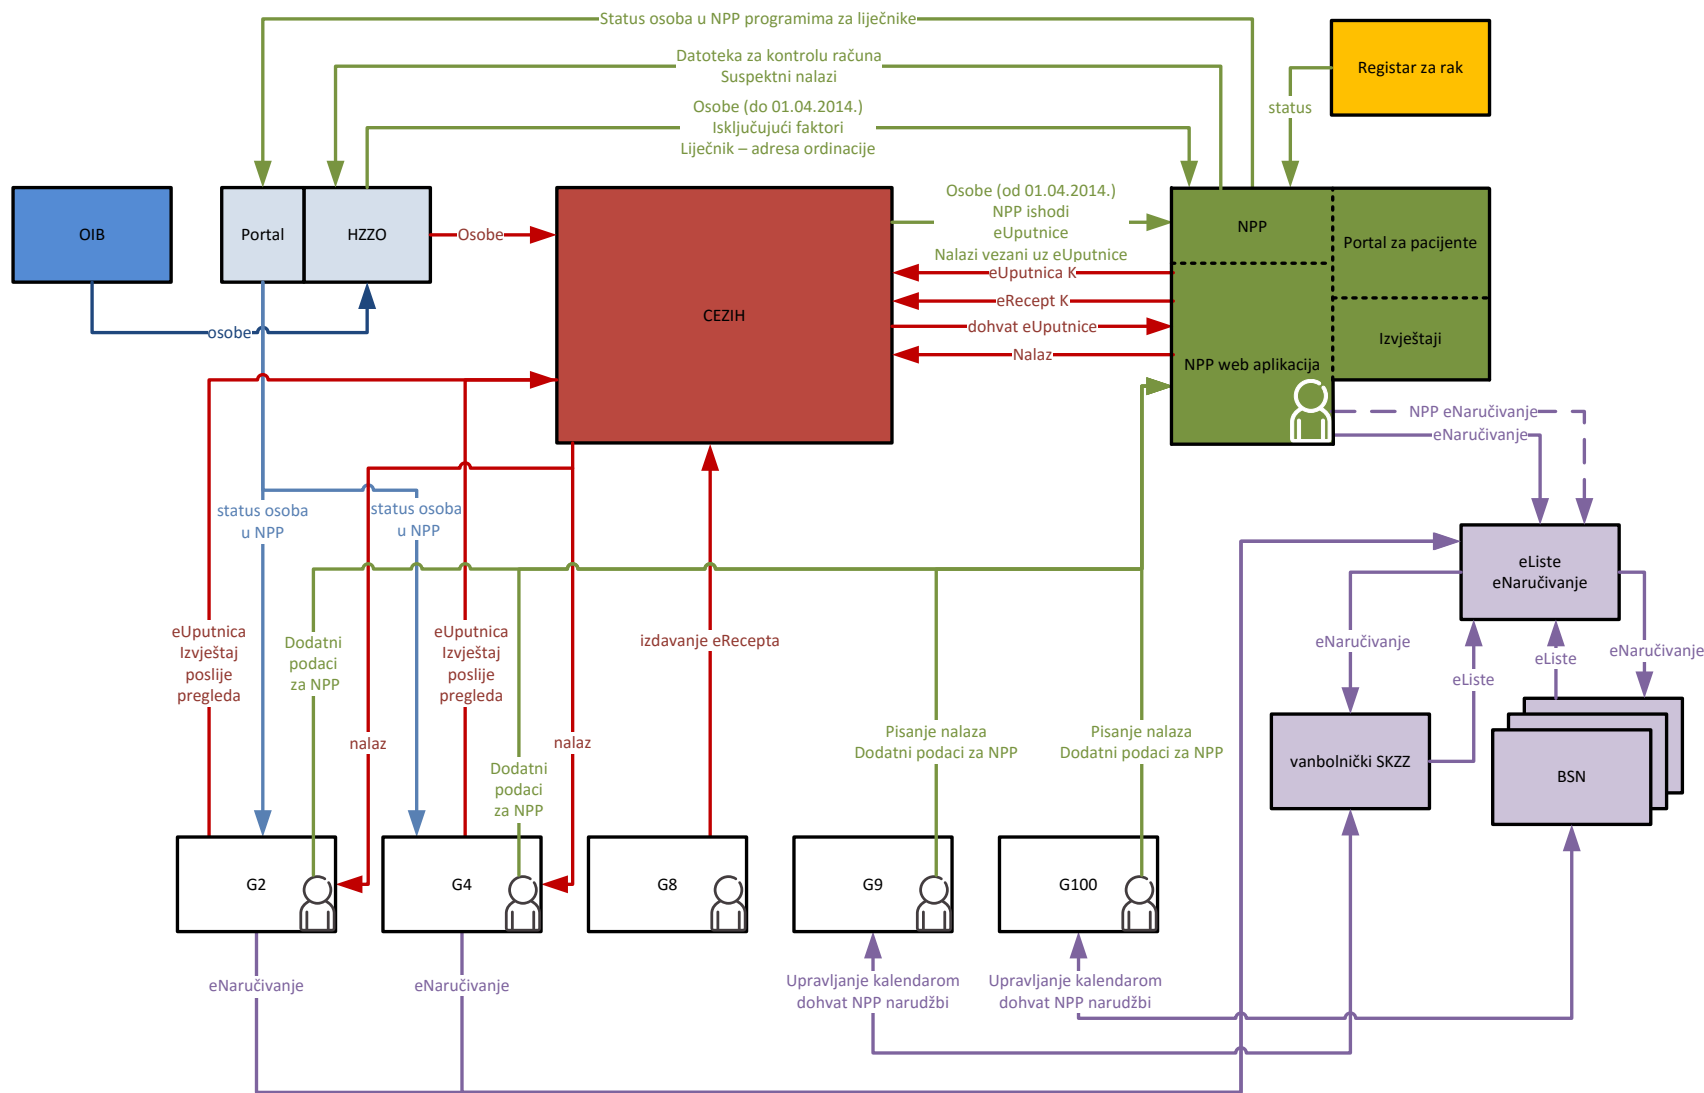 Status osoba u NPP programima za liječnike
Datoteka za kontrolu računa
Suspektni nalazi
Registar za rak
status
Osobe (do 01.04.2014.)
Isključujući faktori
Liječnik – adresa ordinacije
OIB
Portal
HZZO
Osobe
osobe
CEZIH
Osobe (od 01.04.2014.)
NPP ishodi
eUputnice
Nalazi vezani uz eUputnice
eUputnica K
eRecept K
dohvat eUputnice
Nalaz
NPP
Portal za pacijente
Izvještaji
NPP web aplikacija
NPP eNaručivanje
eNaručivanje
status osoba
u NPP
status osoba
u NPP
eListe
eNaručivanje
eUputnica
Izvještaj
poslije
pregleda
Dodatni
podaci
za NPP
eUputnica
Izvještaj
poslije
pregleda
izdavanje eRecepta
eNaručivanje
eListe
eListe
eNaručivanje
nalaz
Dodatni
podaci
za NPP
nalaz
Pisanje nalaza
Dodatni podaci za NPP
Pisanje nalaza
Dodatni podaci za NPP
vanbolnički SKZZ
BSN
G2
G4
G8
G9
G100
eNaručivanje
eNaručivanje
Upravljanje kalendarom
dohvat NPP narudžbi
Upravljanje kalendarom
dohvat NPP narudžbi